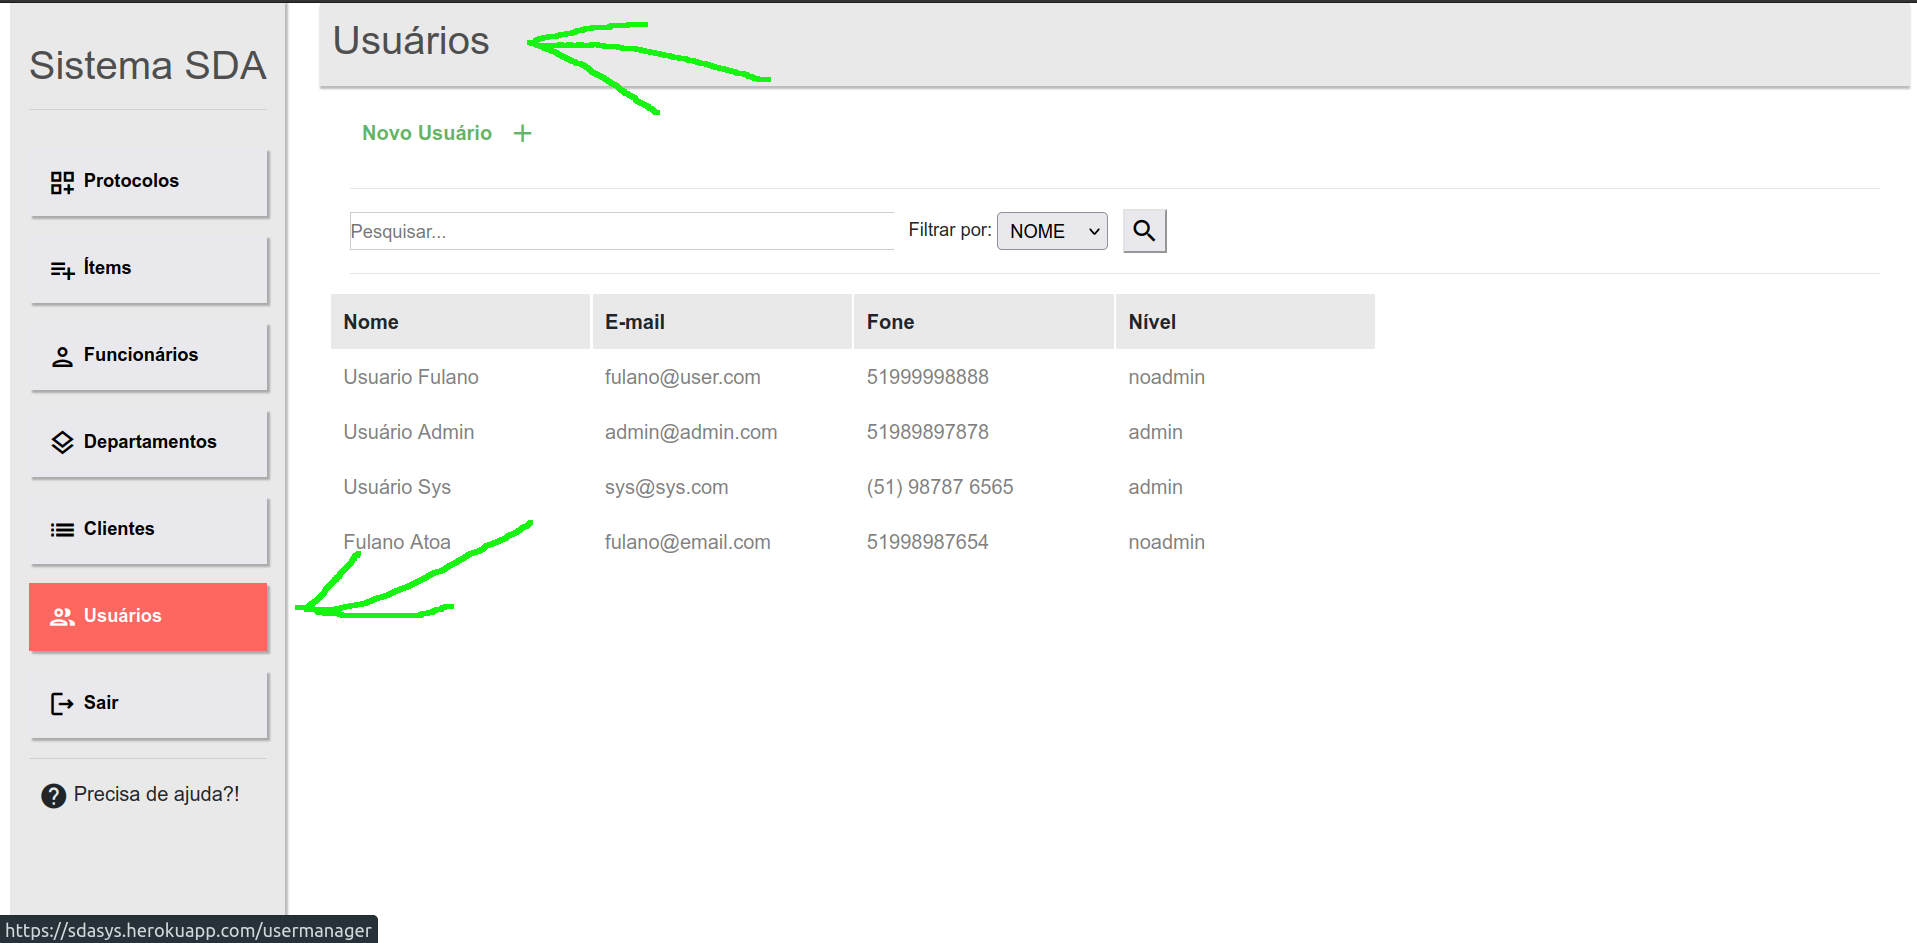 Sistema SDA
Protocolos
Ítems
Funcionários
Departamentos
Clientes
Usuários
Sair
Precisa de ajuda?!
Usuários
Novo Usuário +
Pesquisar... Filtrar por: NOME
Nome E-mail Fone Nível
Usuario Fulano fulano@user.com 51999998888 noadmin
Usuário Admin admin@admin.com 51989897878 admin
Usuário Sys sys@sys.com (51) 98787 6565 admin
Fulano Atoa fulano@email.com 51998987654 noadmin
https://sdasys.herokuapp.com/usermanager